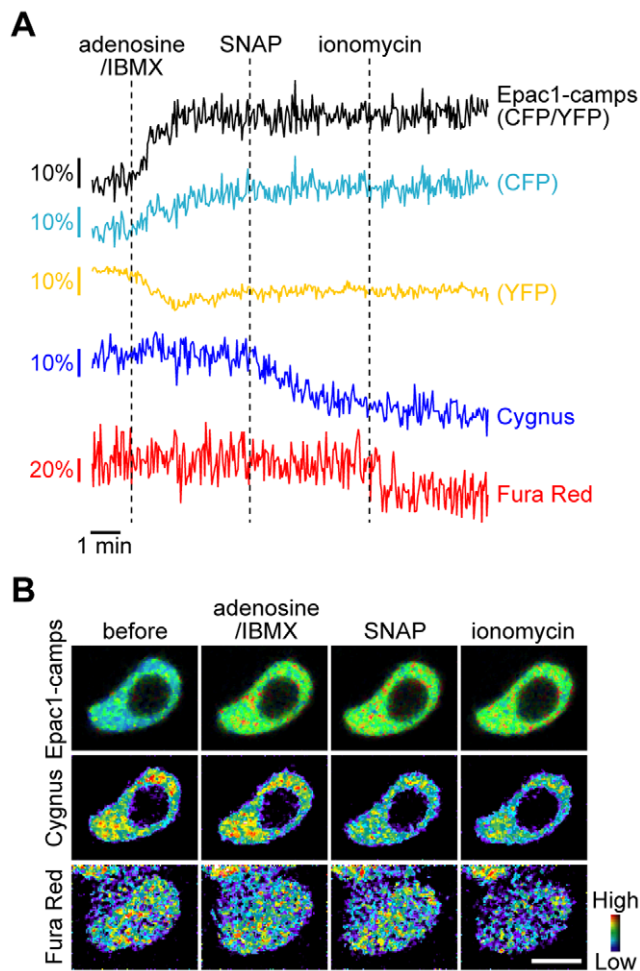 A
adenosine
/IBMX
SNAP
ionomycin
Epac1-camps
(CFP/YFP)
10%
(CFP)
10%
10%
(YFP)
10%
Cygnus
20%
Fura Red
1 min
B
before
adenosine
/IBMX
SNAP
ionomycin
Epac1-camps
Cygnus
Fura Red
High
Low